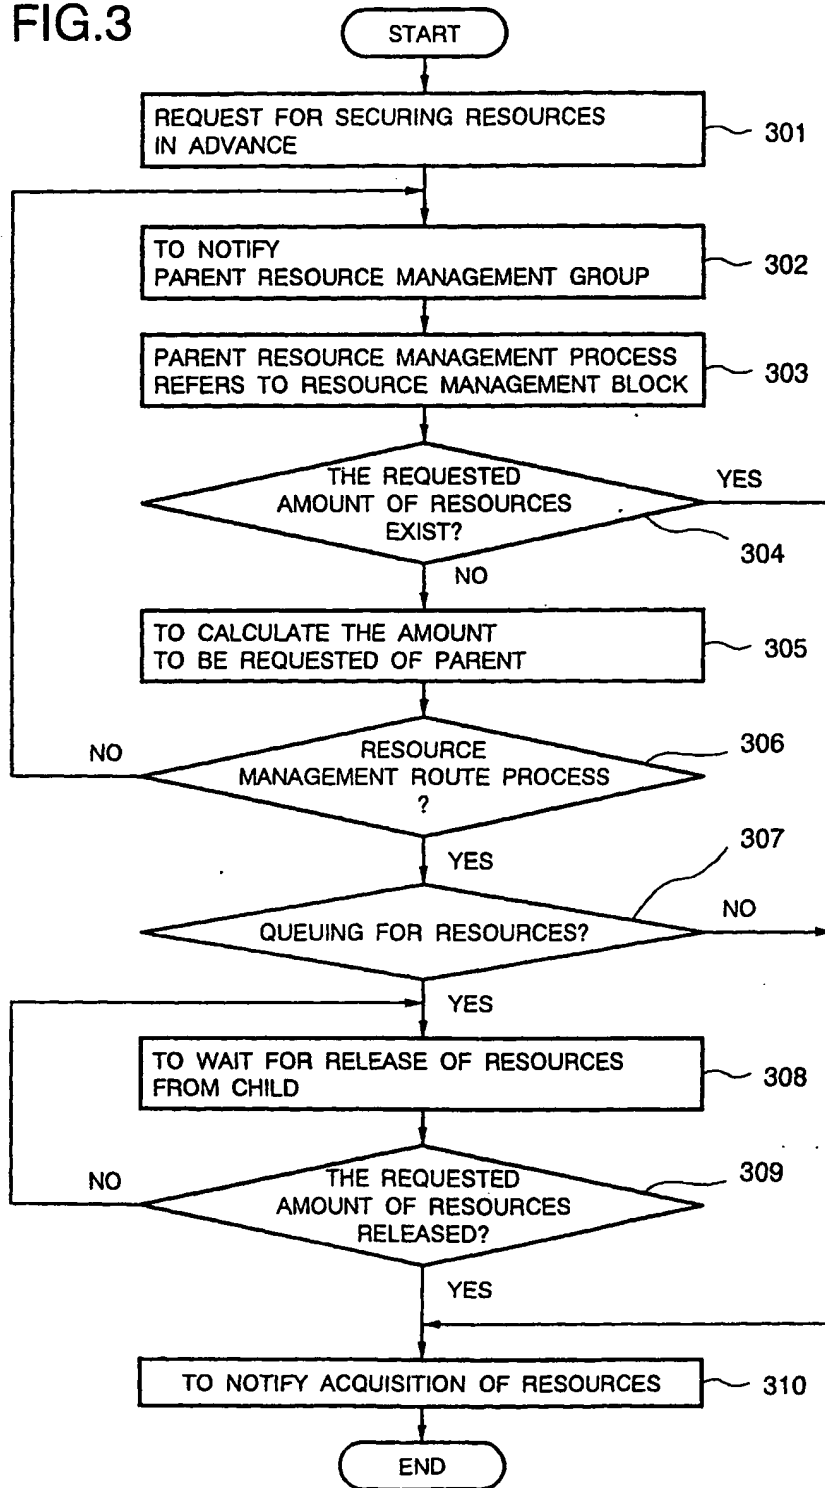 FIG.3
START
REQUEST FOR SECURING RESOURCES
IN ADVANCE
301
TO NOTIFY
PARENT RESOURCE MANAGEMENT GROUP
302
PARENT RESOURCE MANAGEMENT PROCESS
REFERS TO RESOURCE MANAGEMENT BLOCK
303
THE REQUESTED
AMOUNT OF RESOURCES
EXIST?
YES
304
NO
TO CALCULATE THE AMOUNT
TO BE REQUESTED OF PARENT
305
NO
RESOURCE
MANAGEMENT ROUTE PROCESS
?
306
YES
307
QUEUING FOR RESOURCES?
NO
YES
TO WAIT FOR RELEASE OF RESOURCES
FROM CHILD
308
NO
THE REQUESTED
AMOUNT OF RESOURCES
RELEASED?
309
YES
TO NOTIFY ACQUISITION OF RESOURCES
310
END